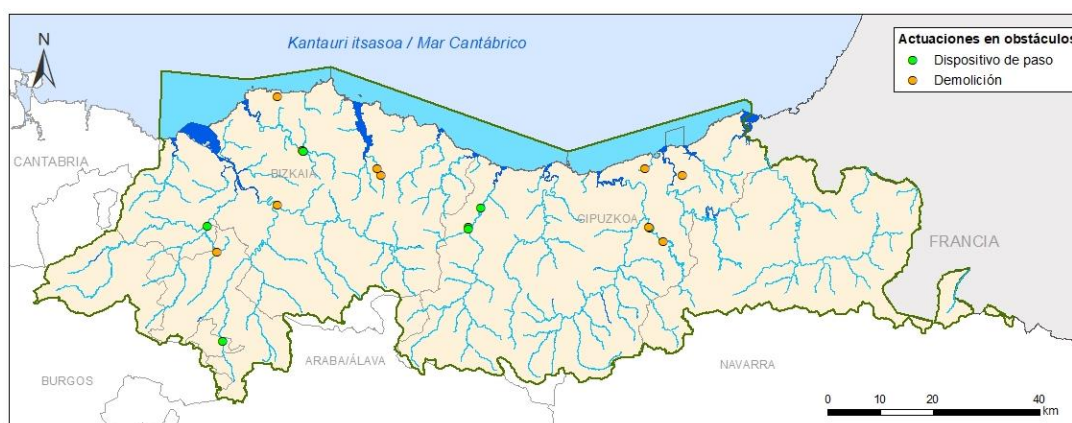 N
Kantauri itsasoa / Mar Cantábrico
Actuaciones en obstáculos
Dispositivo de paso
Demolición
CANTABRIA
BIZKAIA
GIPUZKOA
FRANCIA
ARABA/ÁLAVA
NAVARRA
BURGOS
0 10 20 40
km